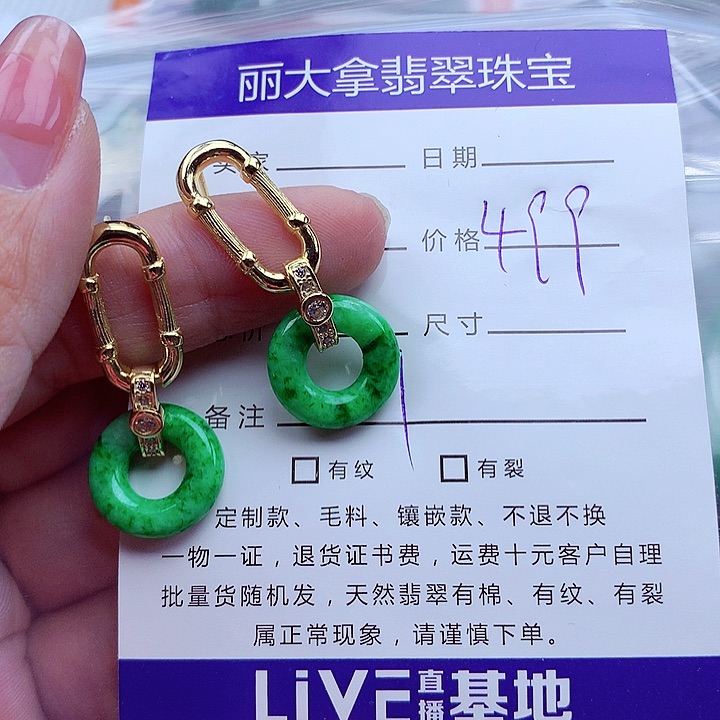 丽大拿翡翠珠宝
日期
价格 499
尺寸
备注
有纹 有裂
定制款、毛料、镶嵌款、不退不换
一物一证，退货证书费，运费十元客户自理
批量货随机发，天然翡翠有棉、有纹、有裂
属正常现象，请谨慎下单。
LiVE直播基地